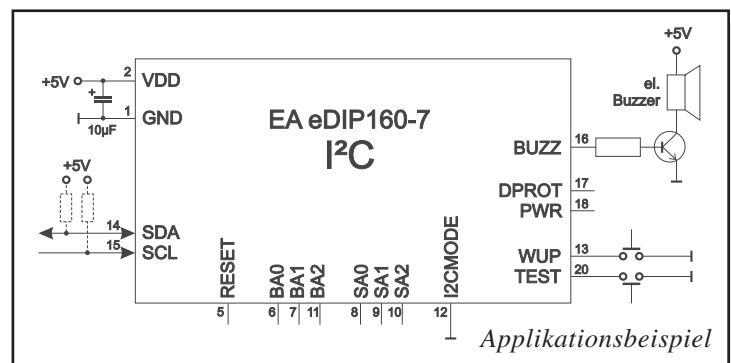 +5V
+5V
2
VDD
el.
Buzzer
1
GND
10µF
EA eDIP160-7
I²C
BUZZ
16
+5V
DPROT
17
PWR
18
14
SDA
15
SCL
WUP
13
TEST
20
RESET
BA0
BA1
BA2
SA0
SA1
SA2
I2CMODE
5
6
7
11
8
9
10
12
+
Applikationsbeispiel